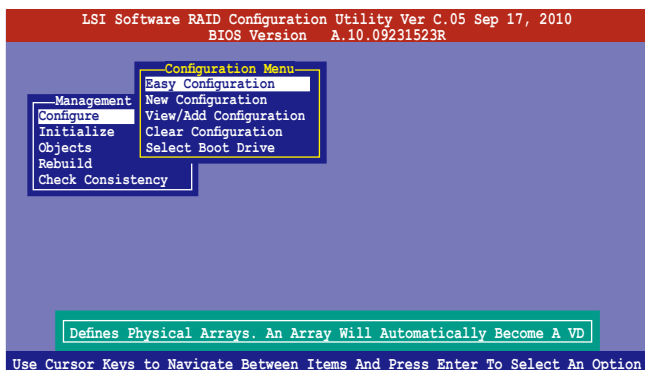 LSI Software RAID Configuration Utility Ver C.05 Sep 17, 2010
BIOS Version A.10.09231523R
Configuration Menu
Easy Configuration
New Configuration
View/Add Configuration
Clear Configuration
Select Boot Drive
Management
Configure
Initialize
Objects
Rebuild
Check Consistency
Defines Physical Arrays. An Array Will Automatically Become A VD
Use Cursor Keys to Navigate Between Items And Press Enter To Select An Option